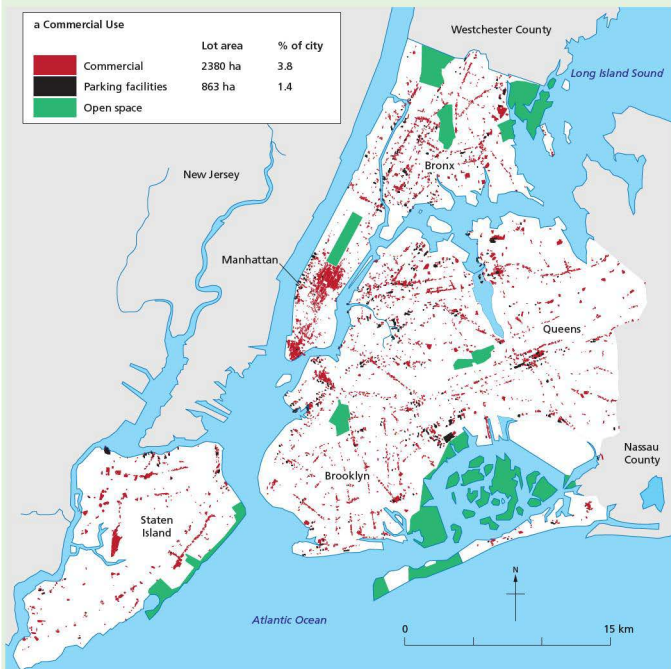 a Commercial Use
Lot area % of city
Commercial 2380 ha 3.8
Parking facilities 863 ha 1.4
Open space
Westchester County
Long Island Sound
New Jersey
Bronx
Manhattan
Queens
Brooklyn
Nassau
County
Staten
Island
Atlantic Ocean
N
0 15 km